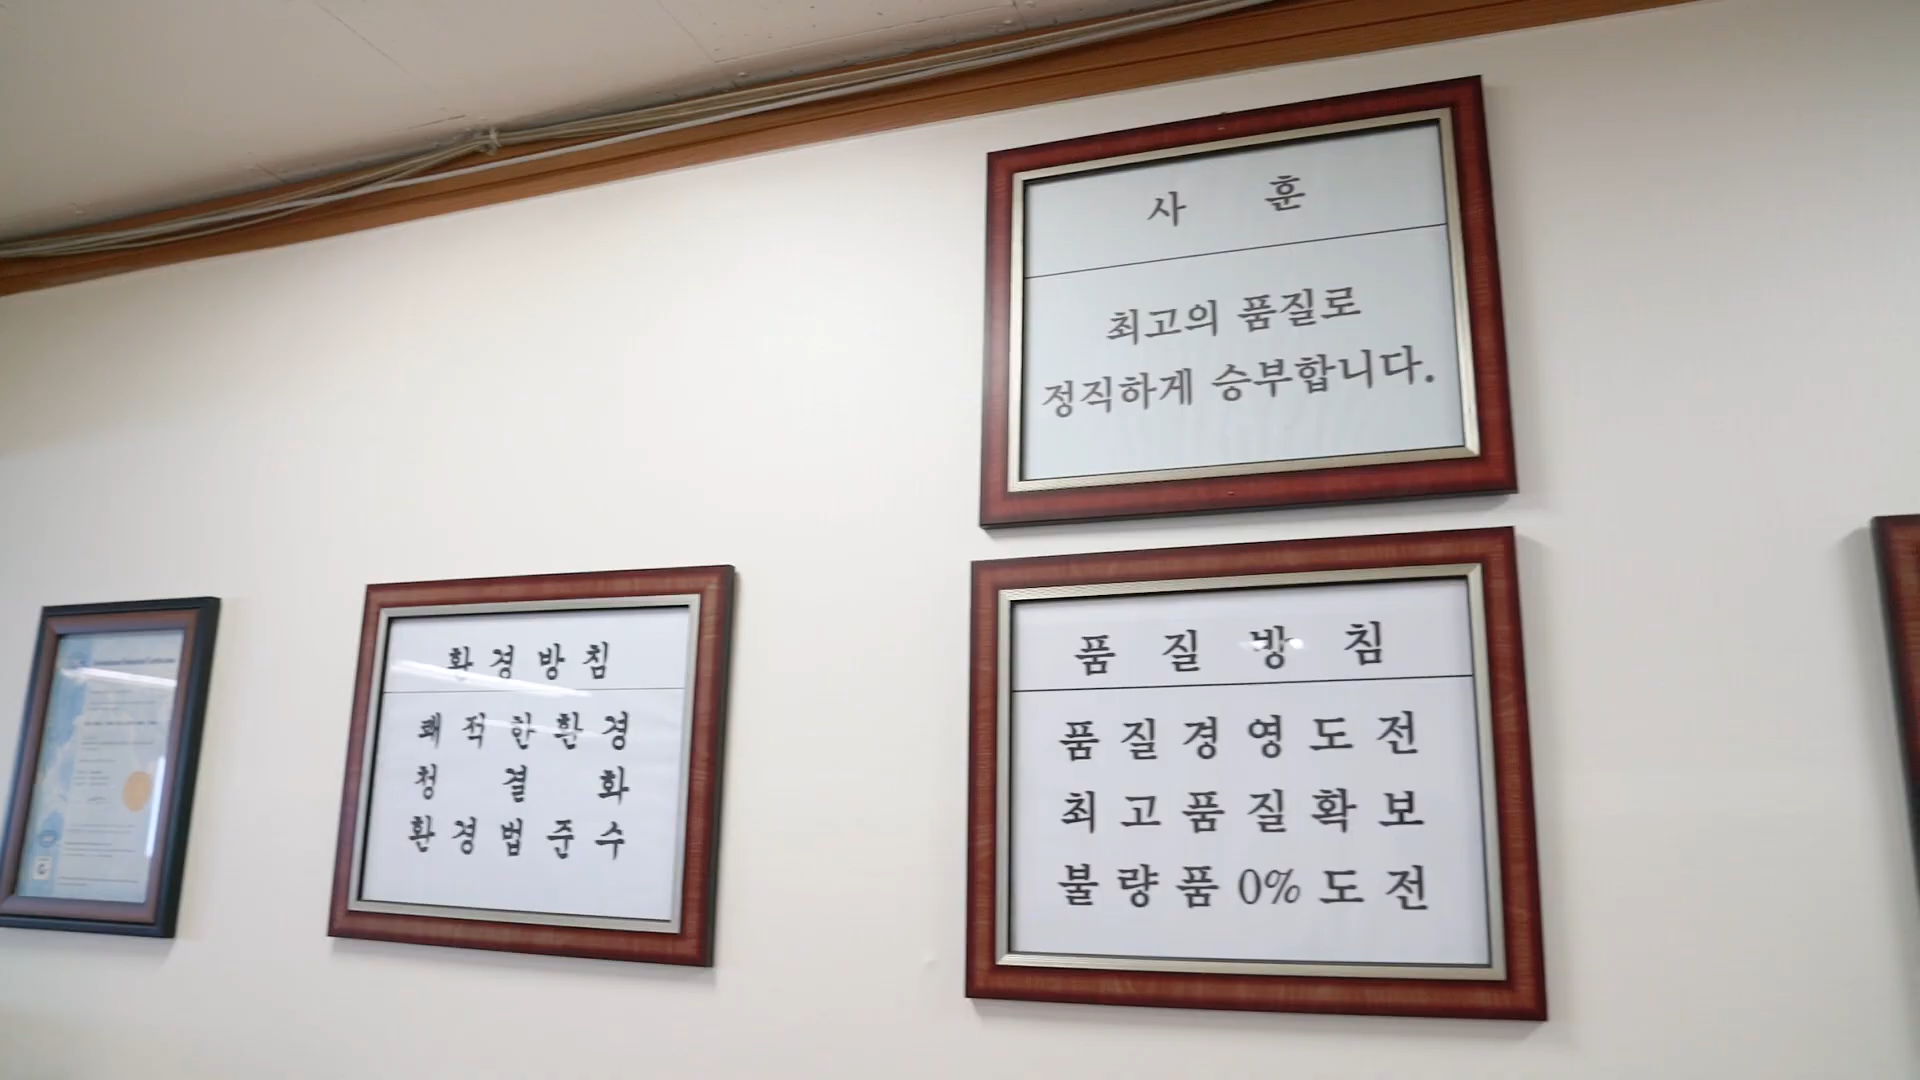 사 훈
최고의 품질로
정직하게 승부합니다.
환경방침
쾌적한환경
청 결 화
환경법준수
품 질 방 침
품질경영도전
최고품질확보
불량품0%도전